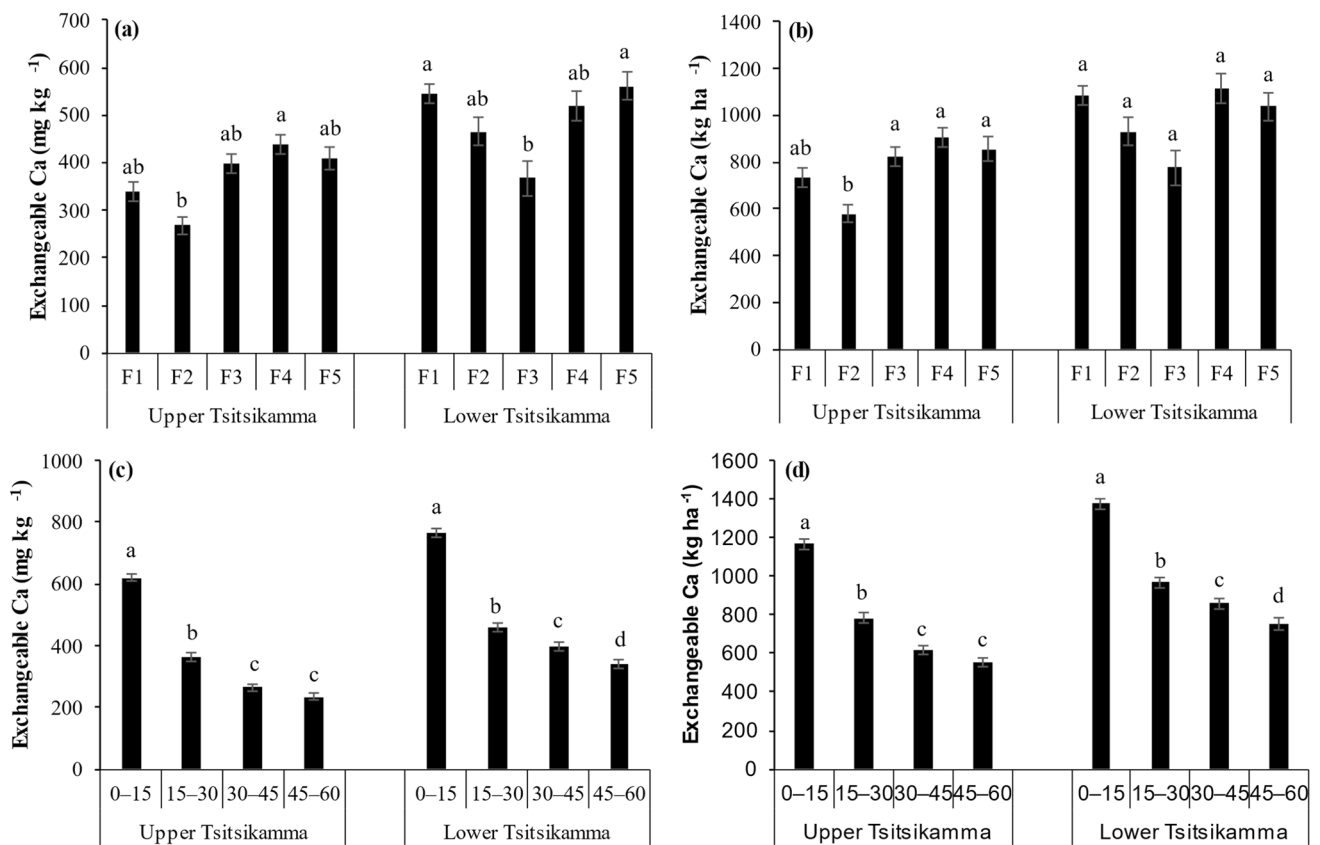 (a)
Exchangeable Ca (mg kg -1)
700
600
500
400
300
200
100
0
ab
b
ab
a
ab
a
ab
b
ab
a
F1 F2 F3 F4 F5 F1 F2 F3 F4 F5
Upper Tsitsikamma Lower Tsitsikamma
(b)
Exchangeable Ca (kg ha -1)
1400
1200
1000
800
600
400
200
0
ab
b
a
a
a
a
a
a
a
a
F1 F2 F3 F4 F5 F1 F2 F3 F4 F5
Upper Tsitsikamma Lower Tsitsikamma
(c)
Exchangeable Ca (mg kg -1)
1000
800
600
400
200
0
a
b
c
c
a
b
c
d
0–15 15–30 30–45 45–60 0–15 15–30 30–45 45–60
Upper Tsitsikamma Lower Tsitsikamma
(d)
Exchangeable Ca (kg ha-1)
1600
1400
1200
1000
800
600
400
200
0
a
b
c
c
a
b
c
d
0–15 15–30 30–45 45–60 0–15 15–30 30–45 45–60
Upper Tsitsikamma Lower Tsitsikamma